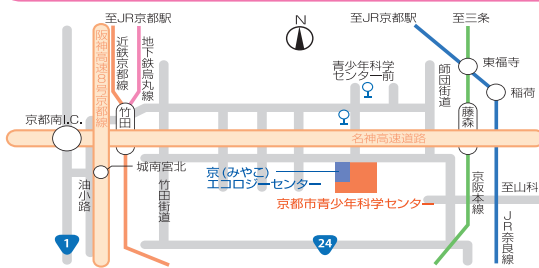 至JR京都駅
N
至JR京都駅
至三条
阪神高速8号京都線
近鉄京都線
地下鉄烏丸線
青少年科学
センター前
師団街道
東福寺
稲荷
京都南I.C.
竹田
藤森
名神高速道路
城南宮北
油小路
竹田街道
京(みやこ)
エコロジーセンター
京都市青少年科学センター
京阪本線
至山科
JR奈良線
1
24